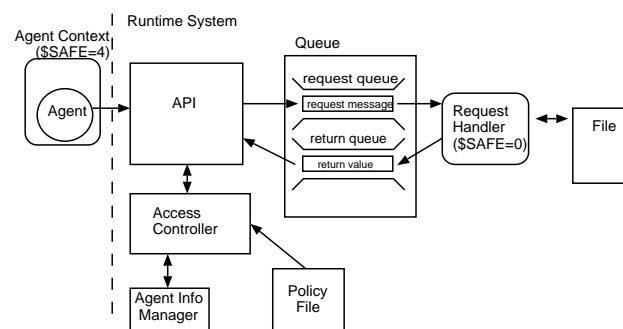 Runtime System
Agent Context
($SAFE=4)
Agent
API
Queue
request queue
request message
return queue
return value
Request
Handler
($SAFE=0)
File
Access
Controller
Agent Info
Manager
Policy
File